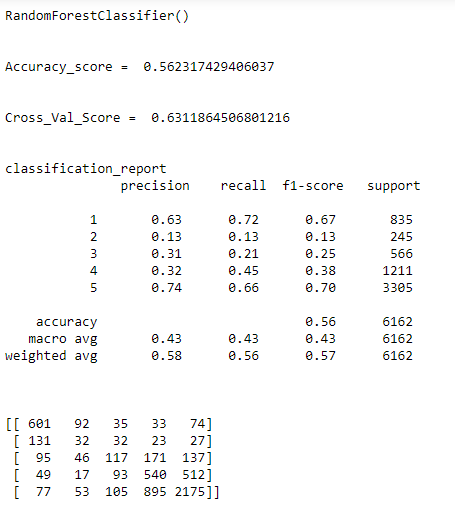 RandomForestClassifier()
Accuracy_score =  0.562317429406037
Cross_Val_Score =  0.6311864506801216
classification_report
              precision    recall  f1-score   support
           1       0.63      0.72      0.67       835
           2       0.13      0.13      0.13       245
           3       0.31      0.21      0.25       566
           4       0.32      0.45      0.38      1211
           5       0.74      0.66      0.70      3305
    accuracy                           0.56      6162
   macro avg       0.43      0.43      0.43      6162
weighted avg       0.58      0.56      0.57      6162
[[ 601   92   35   33   74]
 [ 131   32   32   23   27]
 [  95   46  117  171  137]
 [  49   17   93  540  512]
 [  77   53  105  895 2175]]